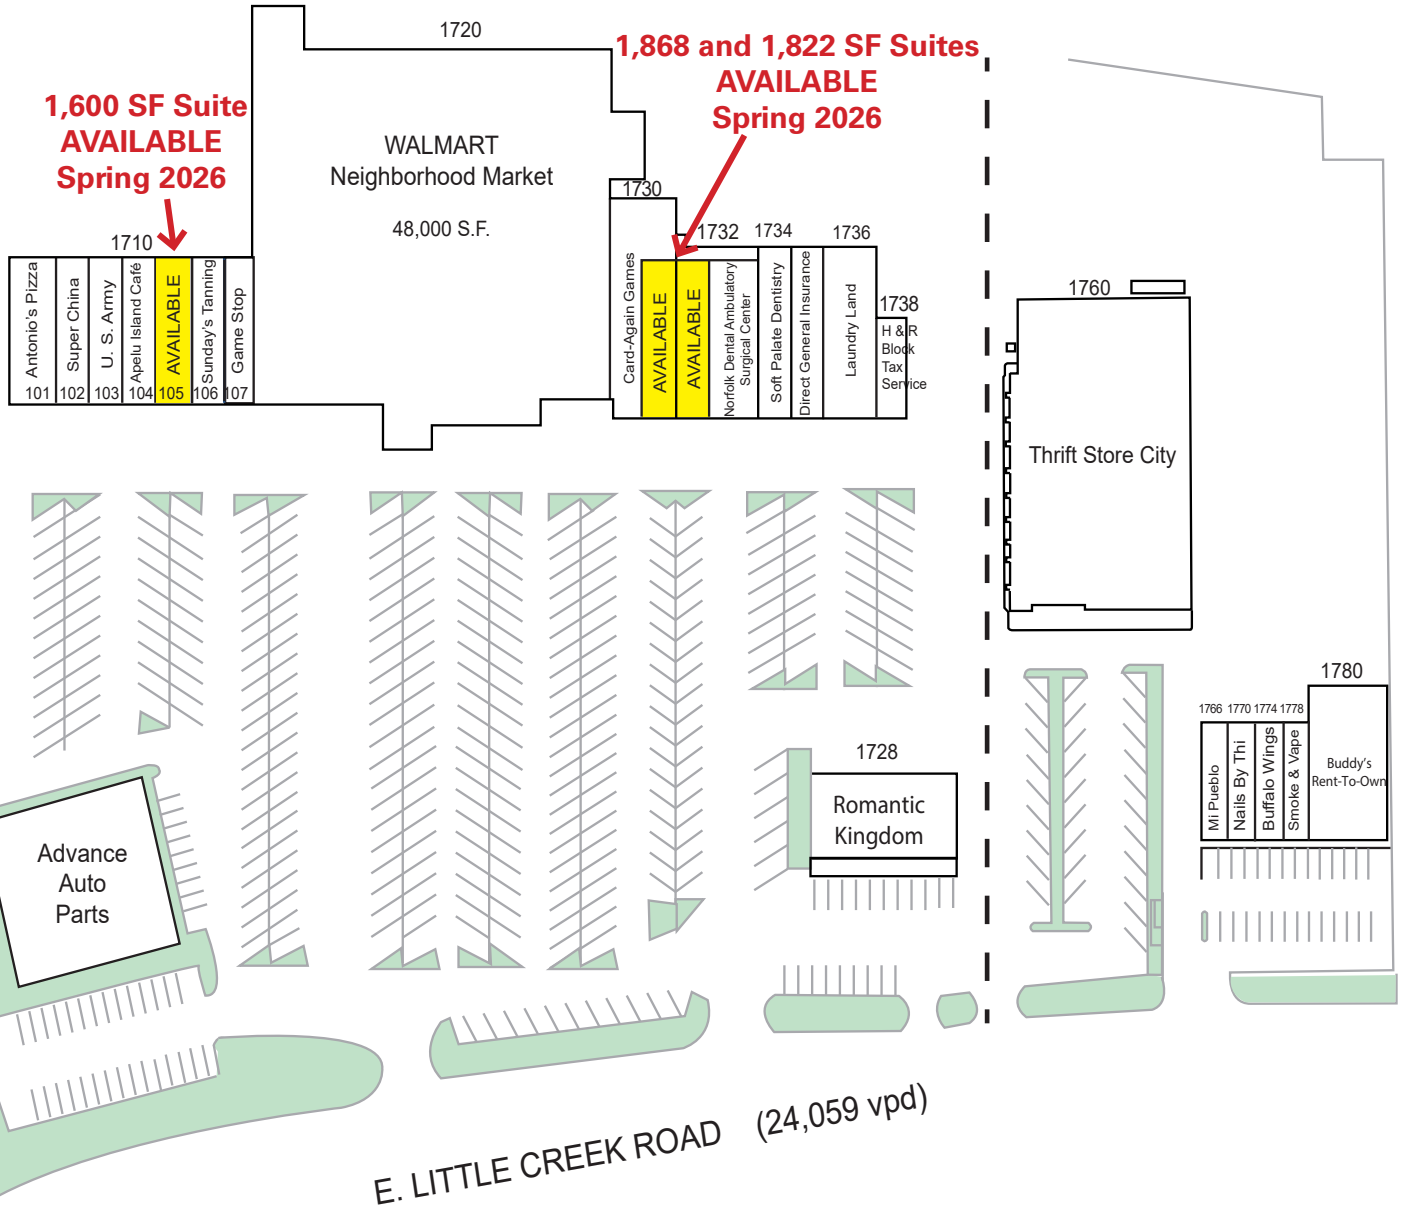 1720
1,868 and 1,822 SF Suites
AVAILABLE
Spring 2026
1,600 SF Suite
AVAILABLE
Spring 2026
WALMART
Neighborhood Market
48,000 S.F.
1710
Antonio's Pizza
101
Super China
102
U. S. Army
103
Apelu Island Café
104
AVAILABLE
105
Sunday's Tanning
106
Game Stop
107
1730
Card-Again Games
AVAILABLE
AVAILABLE
1732
Norfolk Dental Ambulatory
Surgical Center
1734
Soft Palate Dentistry
Direct General Insurance
1736
Laundry Land
1738
H & R
Block
Tax
Service
1760
Thrift Store City
1780
1766
1770
1774
1778
Mi Pueblo
Nails By Thi
Buffalo Wings
Smoke & Vape
Buddy's
Rent-To-Own
1728
Romantic
Kingdom
Advance
Auto
Parts
E. LITTLE CREEK ROAD (24,059 vpd)